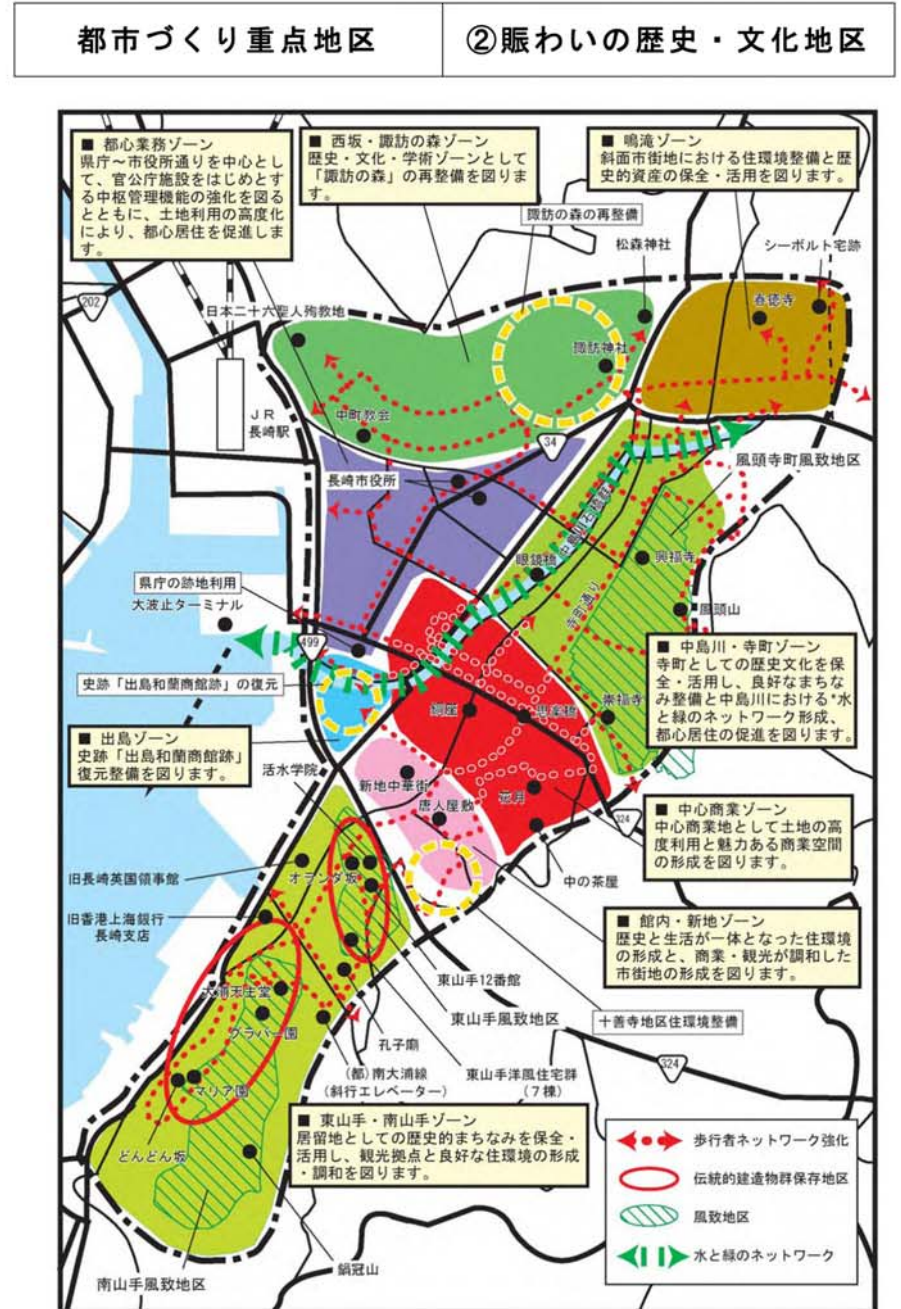 都市づくり重点地区
②賑わいの歴史・文化地区
■ 都心業務ゾーン
県庁～市役所通りを中心とし
て、官公庁施設をはじめとす
る中枢管理機能の強化を図る
とともに、土地利用の高度化
により、都心居住を促進しま
す。
■ 西坂・諏訪の森ゾーン
歴史・文化・学術ゾーンとして
「諏訪の森」の再整備を図りま
す。
■ 鳴滝ゾーン
斜面市街地における住環境整備と歴
史的資産の保全・活用を図ります。
諏訪の森の再整備
松森神社
シーボルト宅跡
202
日本二十六聖人殉教地
春徳寺
諏訪神社
JR
長崎駅
中町教会
34
風頭寺町風致地区
長崎市役所
中島川石橋群
眼鏡橋
興福寺
県庁の跡地利用
大波止ターミナル
寺町通り
風頭山
499
史跡「出島和蘭商館跡」の復元
■ 中島川・寺町ゾーン
寺町としての歴史文化を保
全・活用し、良好なまちな
み整備と中島川における"水
と緑のネットワーク形成、
都心居住の促進を図ります。
銅座
思案橋
崇福寺
■ 出島ゾーン
史跡「出島和蘭商館跡」
復元整備を図ります。
活水学院
新地中華街
唐人屋敷
花月
324
■ 中心商業ゾーン
中心商業地として土地の高
度利用と魅力ある商業空間
の形成を図ります。
旧長崎英国領事館
オランダ坂
中の茶屋
旧香港上海銀行
長崎支店
■ 館内・新地ゾーン
歴史と生活が一体となった住環境
の形成と、商業・観光が調和した
市街地の形成を図ります。
東山手12番館
大浦天主堂
東山手風致地区
十善寺地区住環境整備
グラバー園
孔子廟
324
(都)南大浦線
(斜行エレベーター)
東山手洋風住宅群
(7棟)
マリア園
どんどん坂
■ 東山手・南山手ゾーン
居留地としての歴史的まちなみを保全・
活用し、観光拠点と良好な住環境の形成
・調和を図ります。
歩行者ネットワーク強化
伝統的建造物群保存地区
風致地区
水と緑のネットワーク
南山手風致地区
鍋冠山